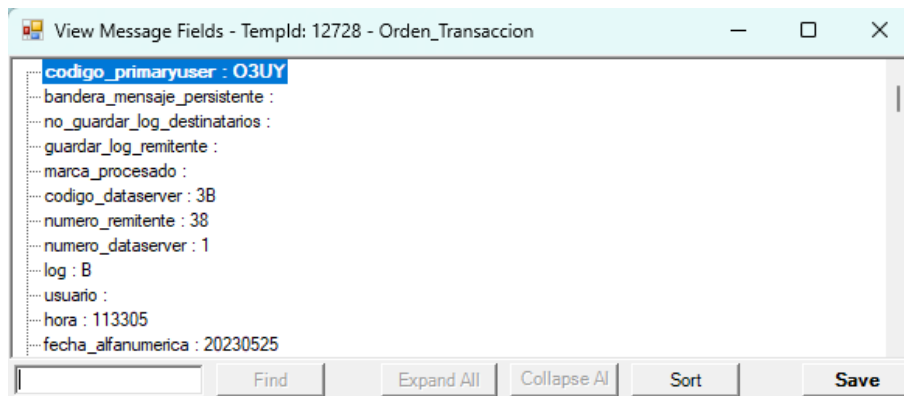 View Message Fields - TempId: 12728 - Orden_Transaccion
codigo_primaryuser : O3UY
bandera_mensaje_persistente :
no_guardar_log_destinatarios :
guardar_log_remitente :
marca_procesado :
codigo_dataserver : 3B
numero_remitente : 38
numero_dataserver : 1
log : B
usuario :
hora : 113305
fecha_alfanumerica : 20230525
Find Expand All Collapse Al Sort Save